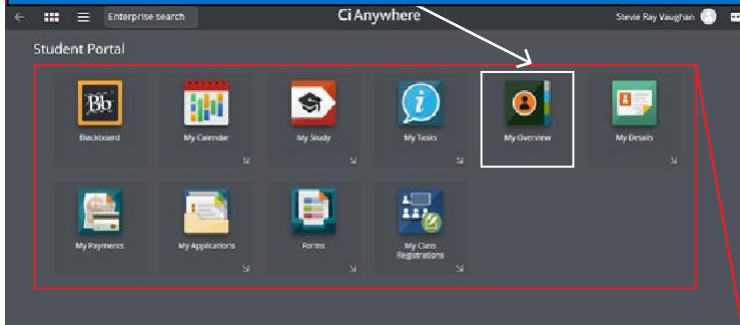 Enterprise search
Ci Anywhere
Stevie Ray Vaughan
Student Portal
Bb
Blackboard
My Calendar
My Study
My Tasks
My Overview
My Details
My Payments
My Applications
Forms
My Class
Registrations